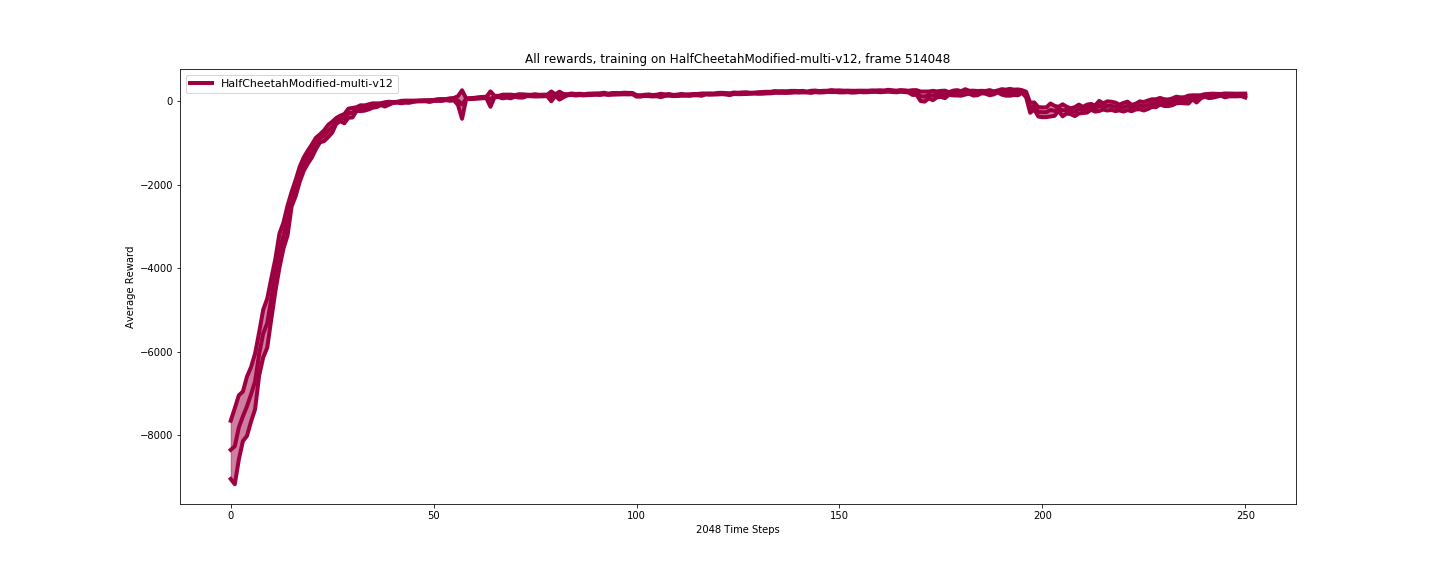 All rewards, training on HalfCheetahModified-multi-v12, frame 514048
HalfCheetahModified-multi-v12
0
−2000
−4000
−6000
−8000
Average Reward
0 50 100 150 200 250
2048 Time Steps